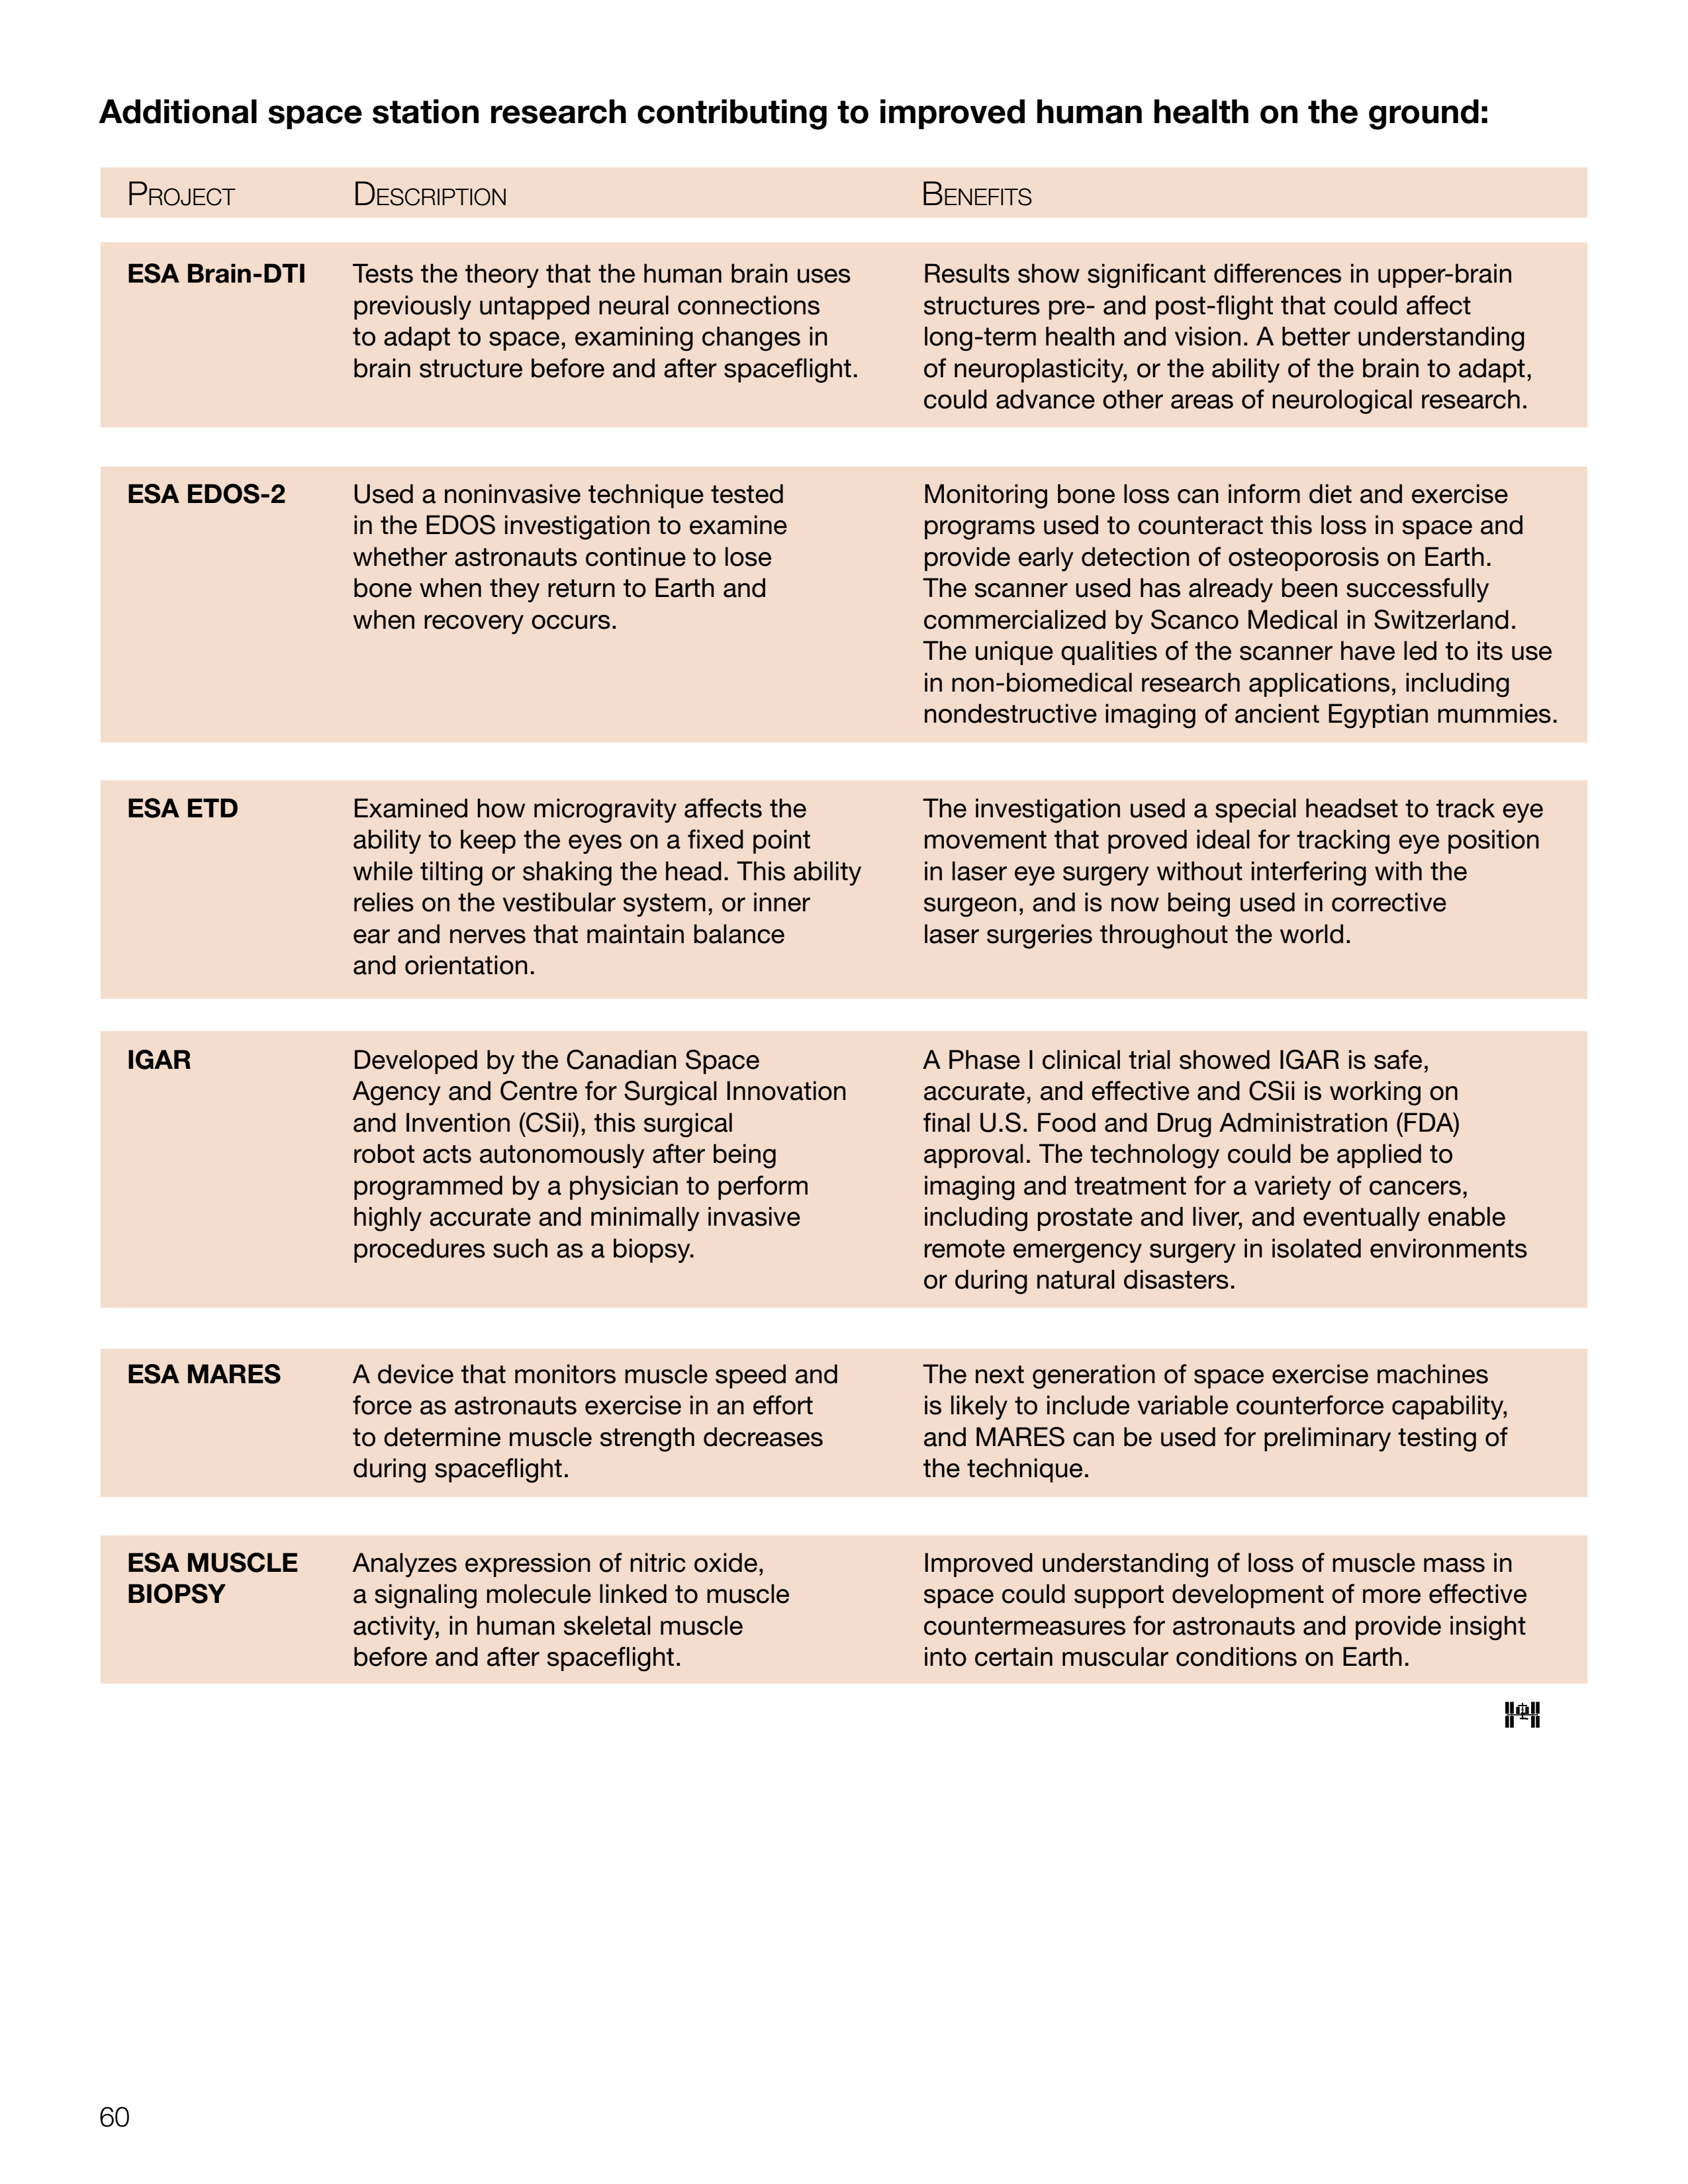 Additional space station research contributing to improved human health on the ground:
PROJECT DESCRIPTION BENEFITS
ESA Brain-DTI
Tests the theory that the human brain uses
previously untapped neural connections
to adapt to space, examining changes in
brain structure before and after spaceflight.
Results show significant differences in upper-brain
structures pre- and post-flight that could affect
long-term health and vision. A better understanding
of neuroplasticity, or the ability of the brain to adapt,
could advance other areas of neurological research.
ESA EDOS-2
Used a noninvasive technique tested
in the EDOS investigation to examine
whether astronauts continue to lose
bone when they return to Earth and
when recovery occurs.
Monitoring bone loss can inform diet and exercise
programs used to counteract this loss in space and
provide early detection of osteoporosis on Earth.
The scanner used has already been successfully
commercialized by Scanco Medical in Switzerland.
The unique qualities of the scanner have led to its use
in non-biomedical research applications, including
nondestructive imaging of ancient Egyptian mummies.
ESA ETD
Examined how microgravity affects the
ability to keep the eyes on a fixed point
while tilting or shaking the head. This ability
relies on the vestibular system, or inner
ear and nerves that maintain balance
and orientation.
The investigation used a special headset to track eye
movement that proved ideal for tracking eye position
in laser eye surgery without interfering with the
surgeon, and is now being used in corrective
laser surgeries throughout the world.
IGAR
Developed by the Canadian Space
Agency and Centre for Surgical Innovation
and Invention (CSii), this surgical
robot acts autonomously after being
programmed by a physician to perform
highly accurate and minimally invasive
procedures such as a biopsy.
A Phase I clinical trial showed IGAR is safe,
accurate, and effective and CSii is working on
final U.S. Food and Drug Administration (FDA)
approval. The technology could be applied to
imaging and treatment for a variety of cancers,
including prostate and liver, and eventually enable
remote emergency surgery in isolated environments
or during natural disasters.
ESA MARES
A device that monitors muscle speed and
force as astronauts exercise in an effort
to determine muscle strength decreases
during spaceflight.
The next generation of space exercise machines
is likely to include variable counterforce capability,
and MARES can be used for preliminary testing of
the technique.
ESA MUSCLE
BIOPSY
Analyzes expression of nitric oxide,
a signaling molecule linked to muscle
activity, in human skeletal muscle
before and after spaceflight.
Improved understanding of loss of muscle mass in
space could support development of more effective
countermeasures for astronauts and provide insight
into certain muscular conditions on Earth.
60